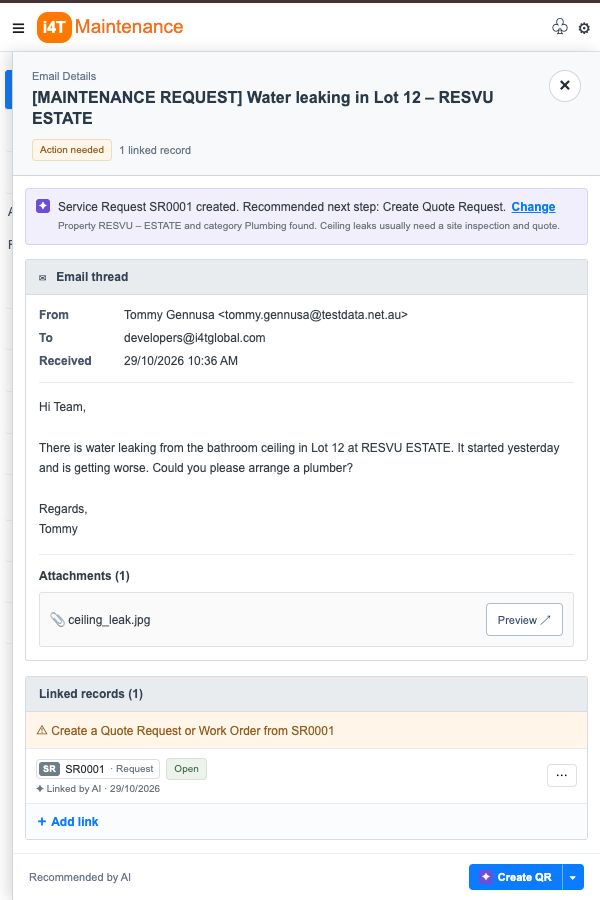 i4T Maintenance
Email Details
[MAINTENANCE REQUEST] Water leaking in Lot 12 – RESVU
ESTATE
Action needed 1 linked record
Service Request SR0001 created. Recommended next step: Create Quote Request. Change
Property RESVU – ESTATE and category Plumbing found. Ceiling leaks usually need a site inspection and quote.
Email thread
From Tommy Gennusa <tommy.gennusa@testdata.net.au>
To developers@i4tglobal.com
Received 29/10/2026 10:36 AM
Hi Team,
There is water leaking from the bathroom ceiling in Lot 12 at RESVU ESTATE. It started yesterday
and is getting worse. Could you please arrange a plumber?
Regards,
Tommy
Attachments (1)
ceiling_leak.jpg Preview
Linked records (1)
Create a Quote Request or Work Order from SR0001
SR SR0001 · Request Open
Linked by AI · 29/10/2026
+ Add link
Recommended by AI Create QR